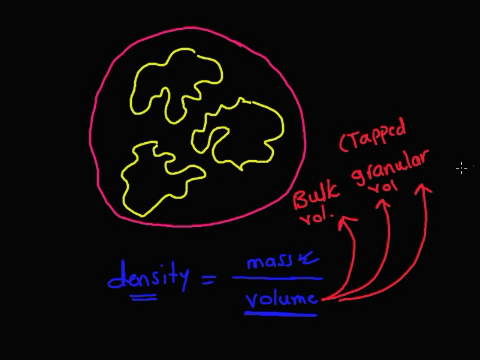 (Tapped
Bulk vol.
granular vol
density = mass
volume